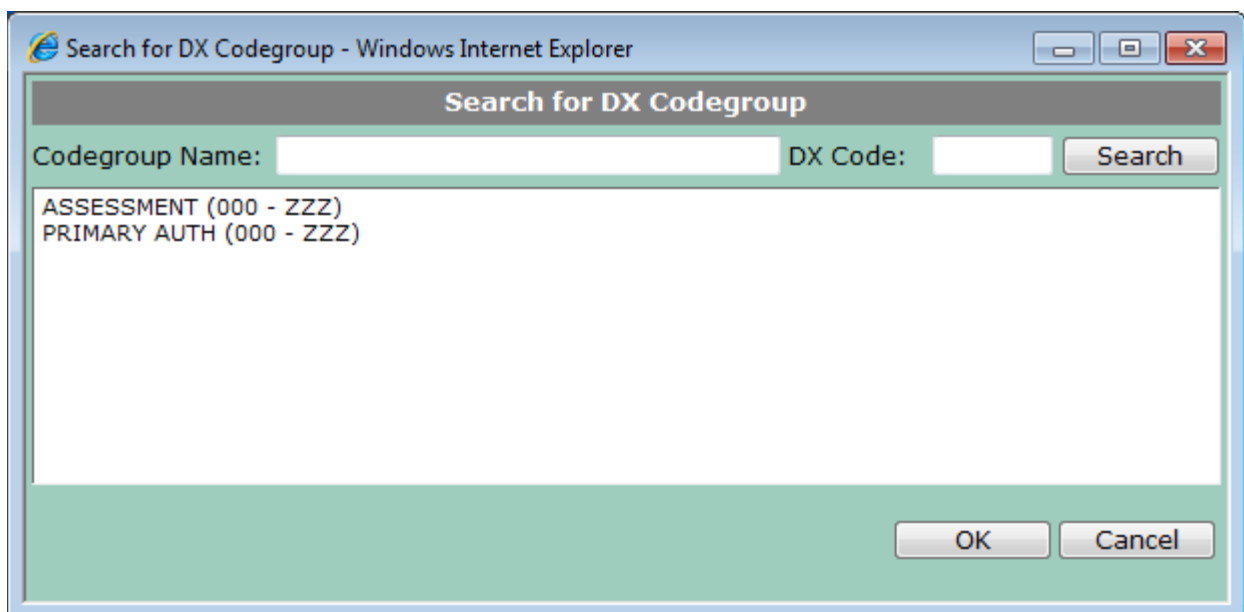 Search for DX Codegroup - Windows Internet Explorer
Search for DX Codegroup
Codegroup Name: DX Code: Search
ASSESSMENT (000 - ZZZ)
PRIMARY AUTH (000 - ZZZ)
OK Cancel